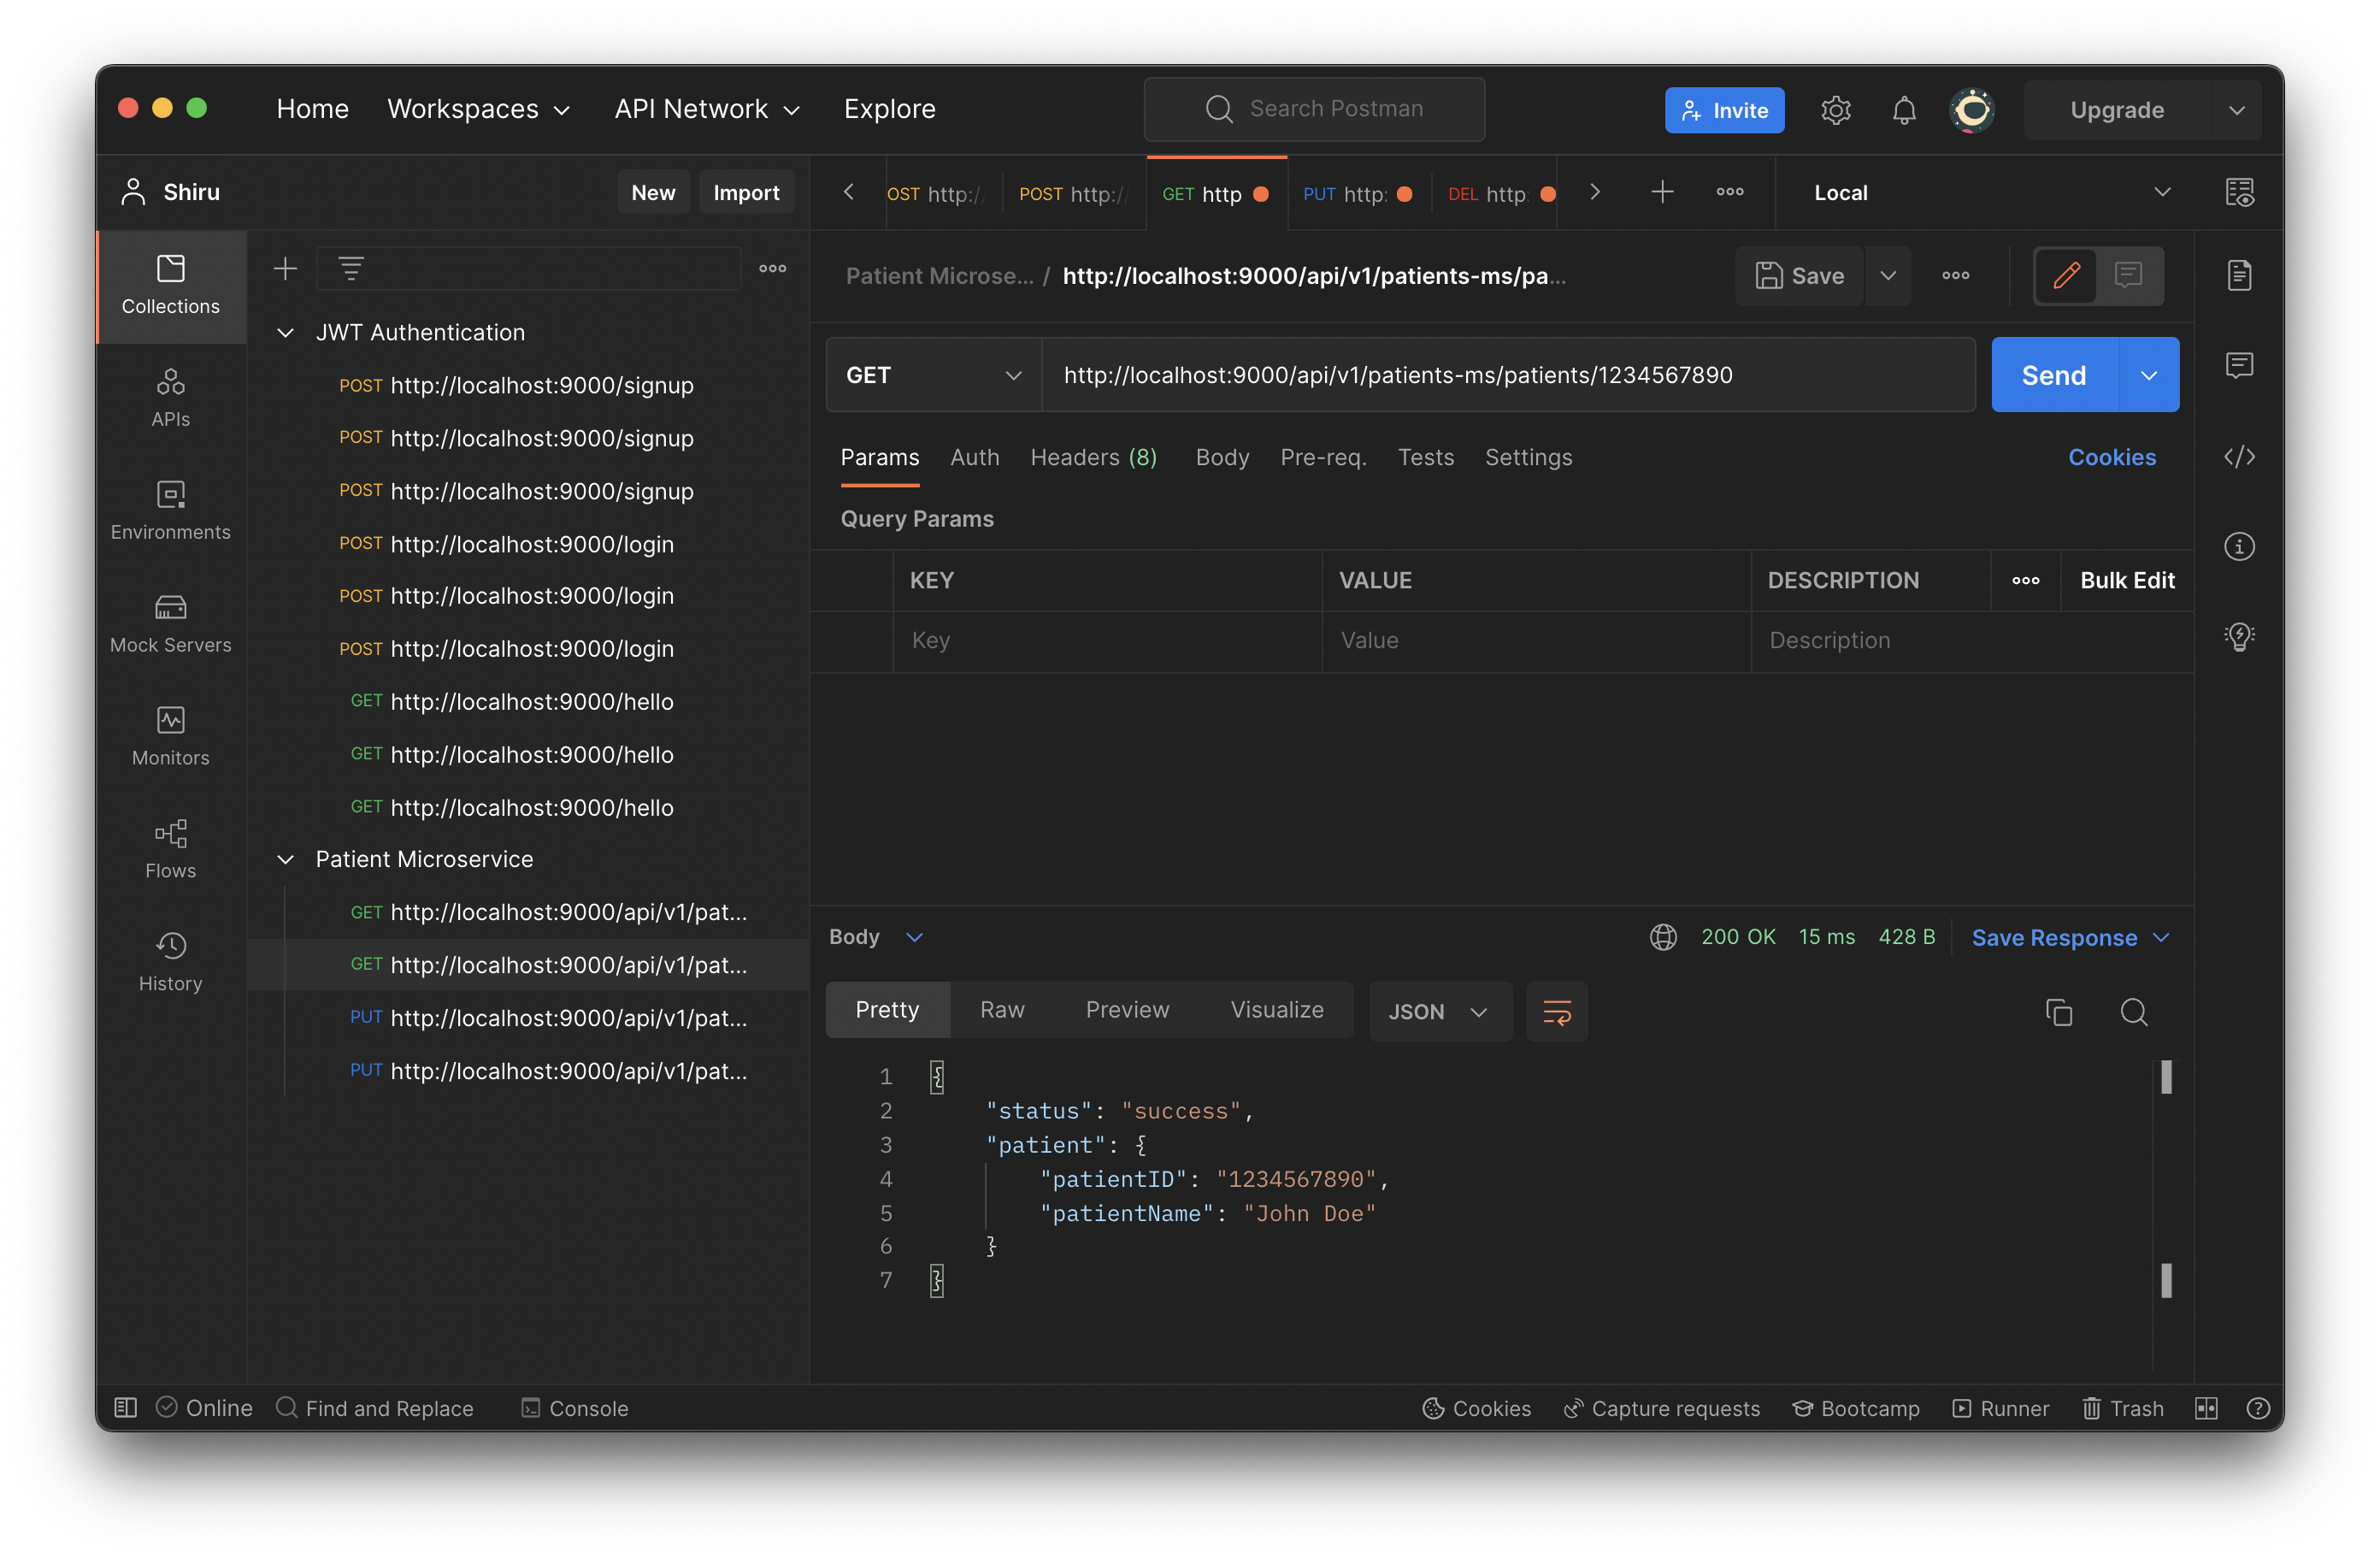 Home Workspaces API Network Explore Search Postman Invite Upgrade
Shiru New Import OST http:/ POST http:// GET http PUT http: DEL http: Local
Collections
APIs
Environments
Mock Servers
Monitors
Flows
History
JWT Authentication
POST http://localhost:9000/signup
POST http://localhost:9000/signup
POST http://localhost:9000/signup
POST http://localhost:9000/login
POST http://localhost:9000/login
POST http://localhost:9000/login
GET http://localhost:9000/hello
GET http://localhost:9000/hello
GET http://localhost:9000/hello
Patient Microservice
GET http://localhost:9000/api/v1/pat...
GET http://localhost:9000/api/v1/pat...
PUT http://localhost:9000/api/v1/pat...
PUT http://localhost:9000/api/v1/pat...
Patient Microse... / http://localhost:9000/api/v1/patients-ms/pa... Save
GET http://localhost:9000/api/v1/patients-ms/patients/1234567890 Send
Params Auth Headers (8) Body Pre-req. Tests Settings Cookies
Query Params
KEY VALUE DESCRIPTION Bulk Edit
Key Value Description
Body 200 OK 15 ms 428 B Save Response
Pretty Raw Preview Visualize JSON
1 {
2 "status": "success",
3 "patient": {
4 "patientID": "1234567890",
5 "patientName": "John Doe"
6 }
7 }
Online Find and Replace Console Cookies Capture requests Bootcamp Runner Trash